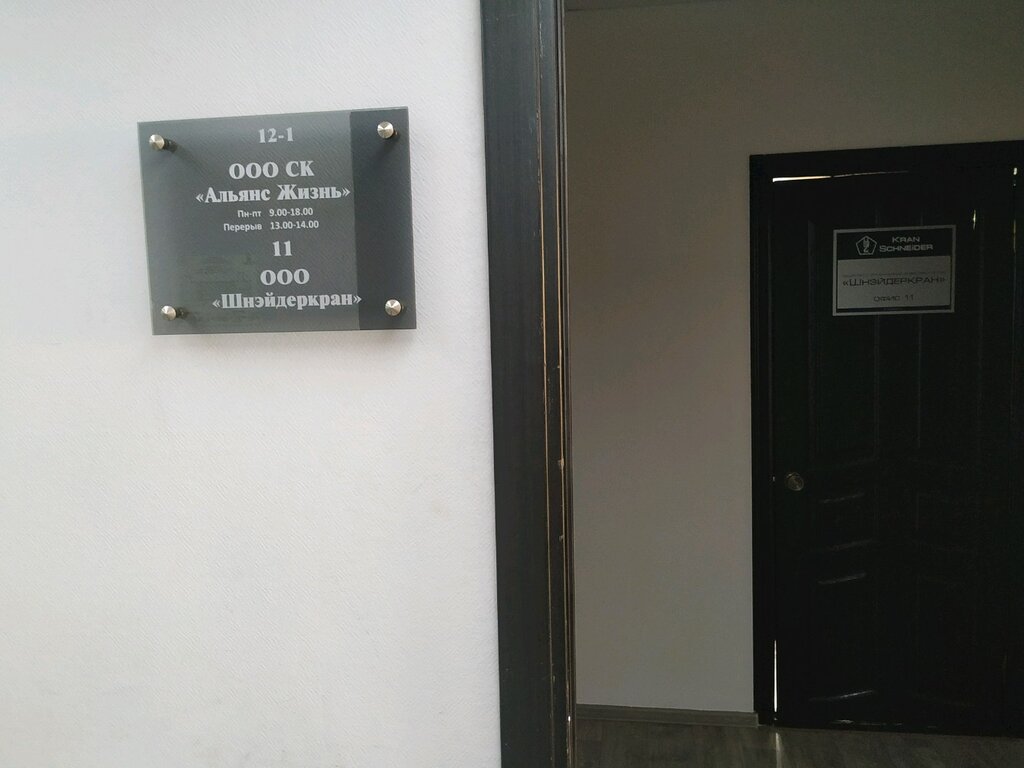 12-1
ООО СК
«Альянс Жизнь»
Пн-пт 9.00-18.00
Перерыв 13.00-14.00
11
ООО
«Шнэйдеркран»
KRAN
SCHNEIDER
«ШНЭЙДЕРКРАН»
ОФИС 11